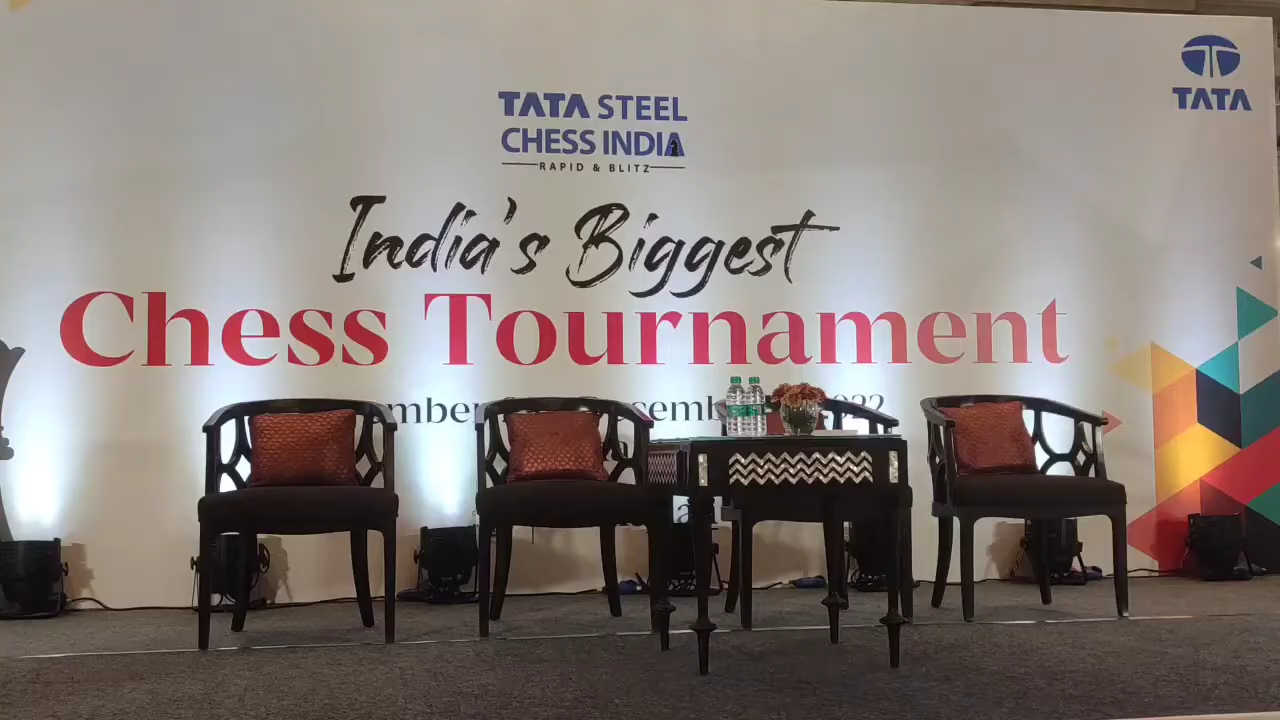 TATA STEEL
CHESS INDIA
RAPID & BLITZ
TATA
India's Biggest
Chess Tournament